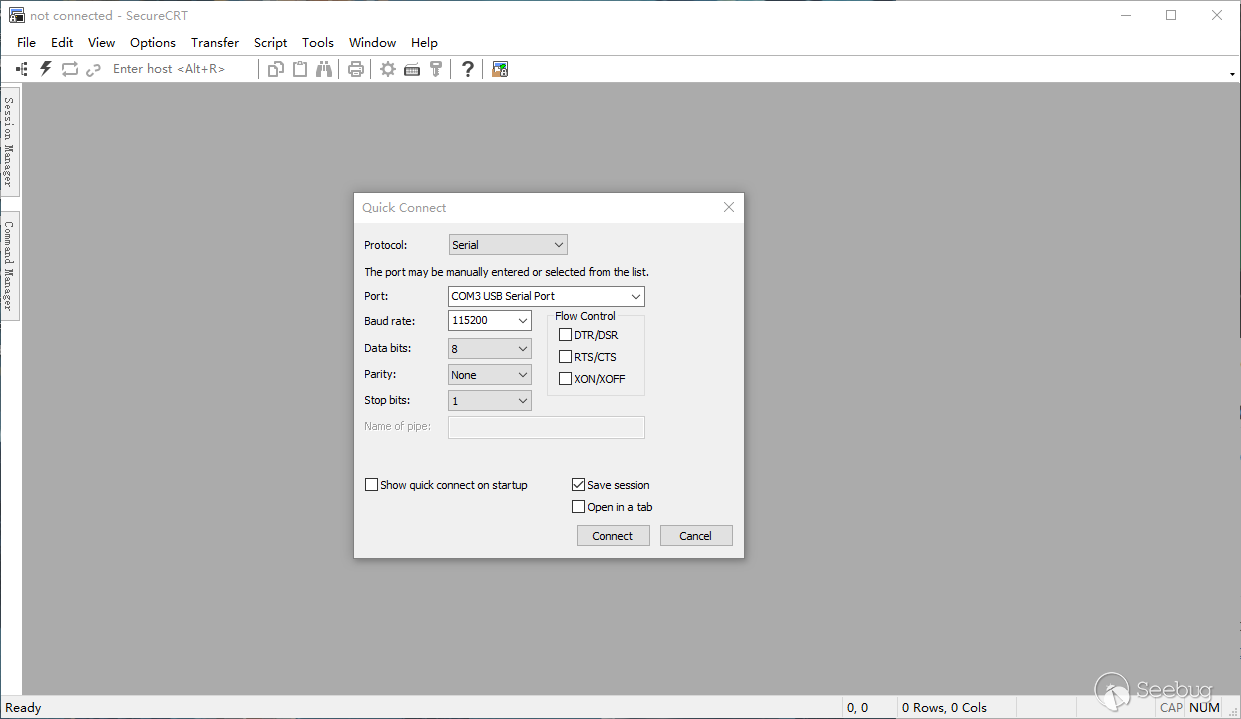 not connected - SecureCRT
File Edit View Options Transfer Script Tools Window Help
Enter host <Alt+R>
Session Manager
Command Manager
Quick Connect
Protocol: Serial
The port may be manually entered or selected from the list.
Port: COM3 USB Serial Port
Baud rate: 115200
Flow Control
DTR/DSR
Data bits: 8
RTS/CTS
Parity: None
XON/XOFF
Stop bits: 1
Name of pipe:
Show quick connect on startup
Save session
Open in a tab
Connect Cancel
Seebug
Ready 0, 0 0 Rows, 0 Cols CAP NUM